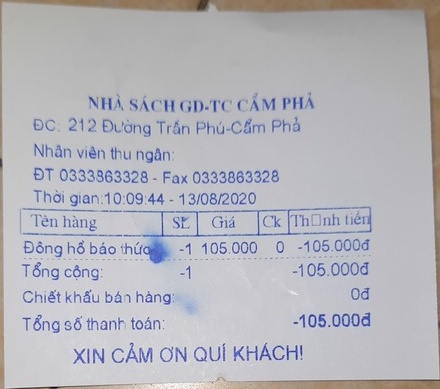 NHÀ SÁCH GD-TC CẨM PHẢ
ĐC: 212 Đường Trần Phú-Cẩm Phả
Nhân viên thu ngân:
ĐT 0333863328 - Fax 0333863328
Thời gian:10:09:44 - 13/08/2020
Tên hàng SL Giá Ck Th□nh tiền
Đông hồ báo thức -1 105.000 0 -105.000đ
Tổng cộng: -1 -105.000đ
Chiết khấu bán hàng: 0đ
Tổng số thanh toán: -105.000đ
XIN CẢM ƠN QUÍ KHÁCH!